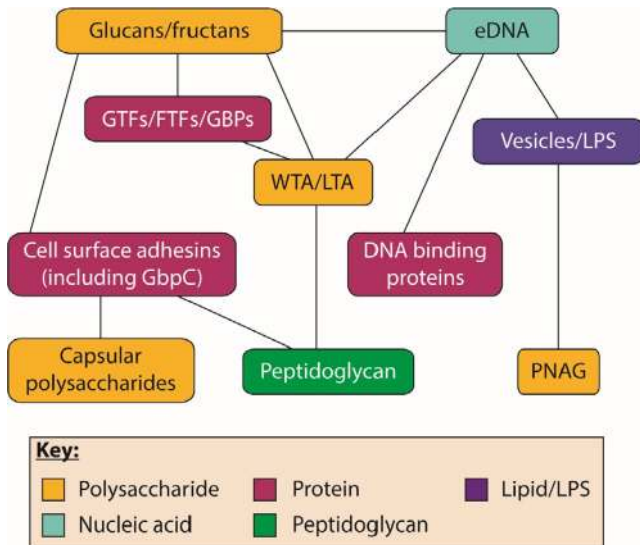 Glucans/fructans
eDNA
GTFs/FTFs/GBPs
Vesicles/LPS
WTA/LTA
Cell surface adhesins
(including GbpC)
DNA binding
proteins
Capsular
polysaccharides
Peptidoglycan
PNAG
Key:
Polysaccharide
Protein
Lipid/LPS
Nucleic acid
Peptidoglycan